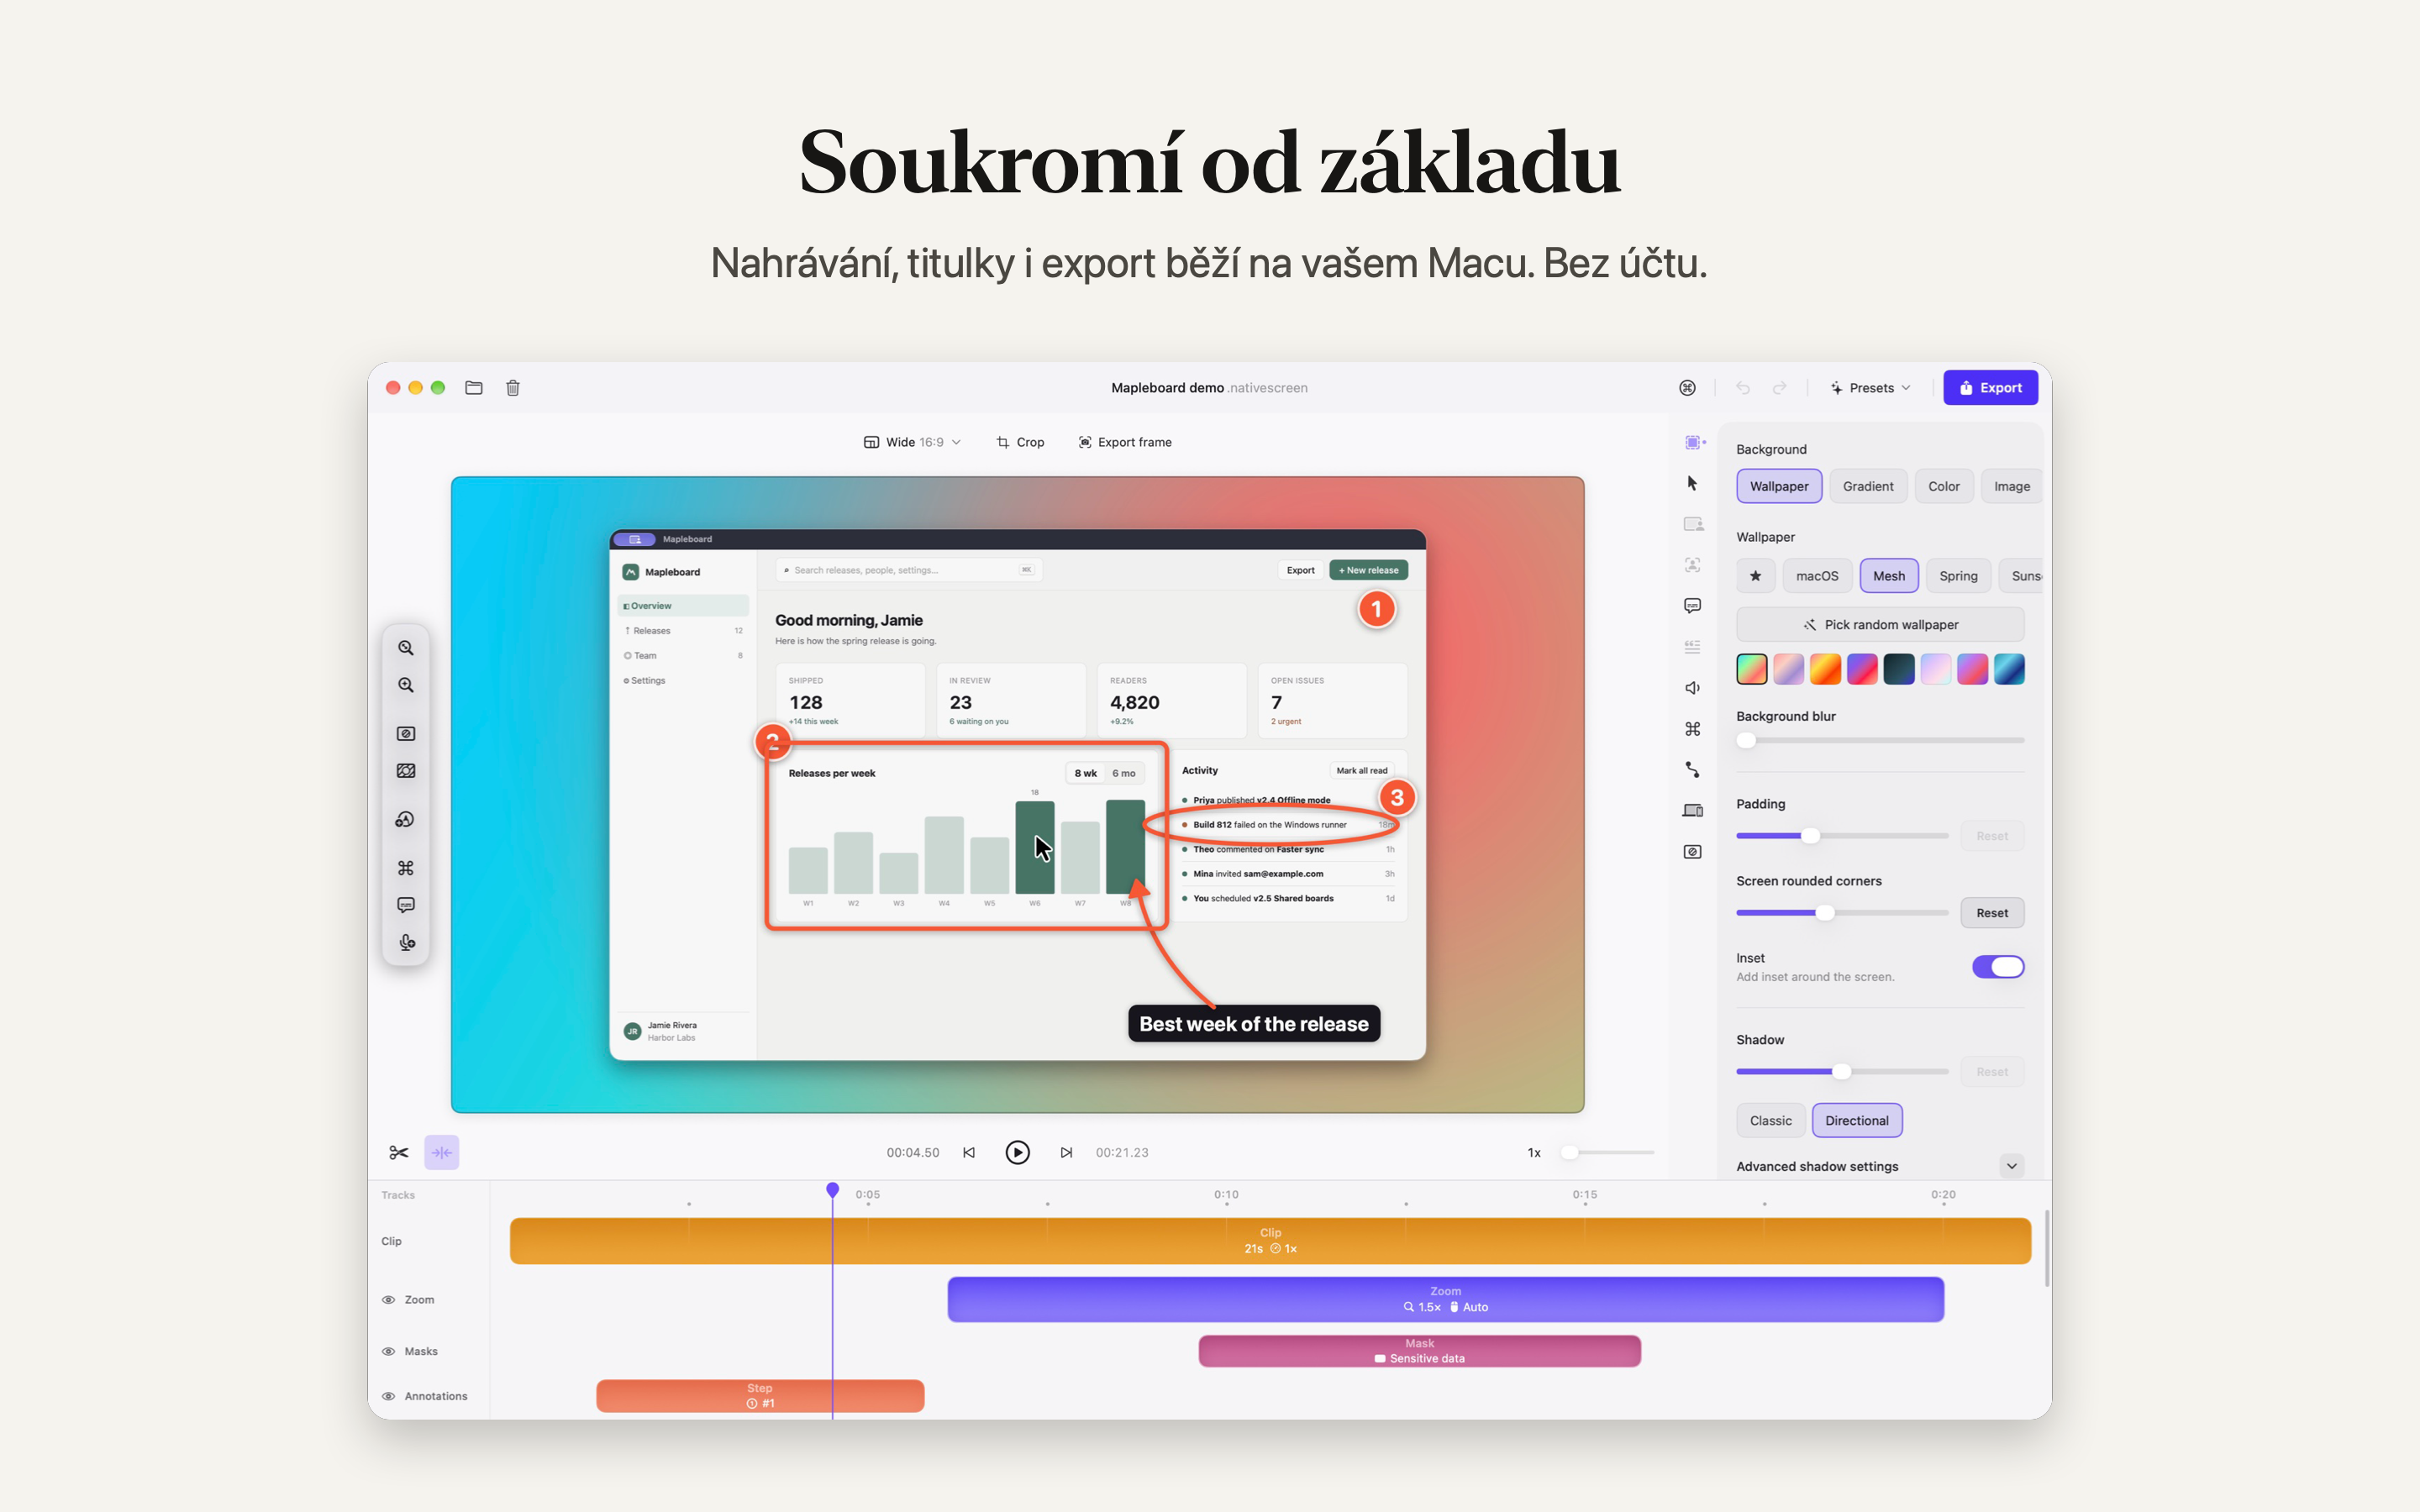 Soukromí od základu
Nahrávání, titulky i export běží na vašem Macu. Bez účtu.
Mapleboard demo .nativescreen
Presets
Export
Wide 16:9
Crop
Export frame
Mapleboard
Mapleboard
Search releases, people, settings...
⌘K
Export
+ New release
Overview
Releases 12
Team 8
Settings
Jamie Rivera
Harbor Labs
JR
Good morning, Jamie
Here is how the spring release is going.
1
SHIPPED
128
+14 this week
IN REVIEW
23
6 waiting on you
READERS
4,820
+9.2%
OPEN ISSUES
7
2 urgent
2
Releases per week
8 wk 6 mo
18
W1 W2 W3 W4 W5 W6 W7 W8
Activity
Mark all read
3
Priya published v2.4 Offline mode
Build 812 failed on the Windows runner 18m
Theo commented on Faster sync 1h
Mina invited sam@example.com 3h
You scheduled v2.5 Shared boards 1d
Best week of the release
Background
Wallpaper Gradient Color Image
Wallpaper
macOS Mesh Spring Suns
Pick random wallpaper
Background blur
Padding
Reset
Screen rounded corners
Reset
Inset
Add inset around the screen.
Shadow
Reset
Classic Directional
Advanced shadow settings
00:04.50
00:21.23
1x
Tracks
0:05 0:10 0:15 0:20
Clip
Clip
21s 1×
Zoom
Zoom
1.5× Auto
Masks
Mask
Sensitive data
Annotations
Step
#1